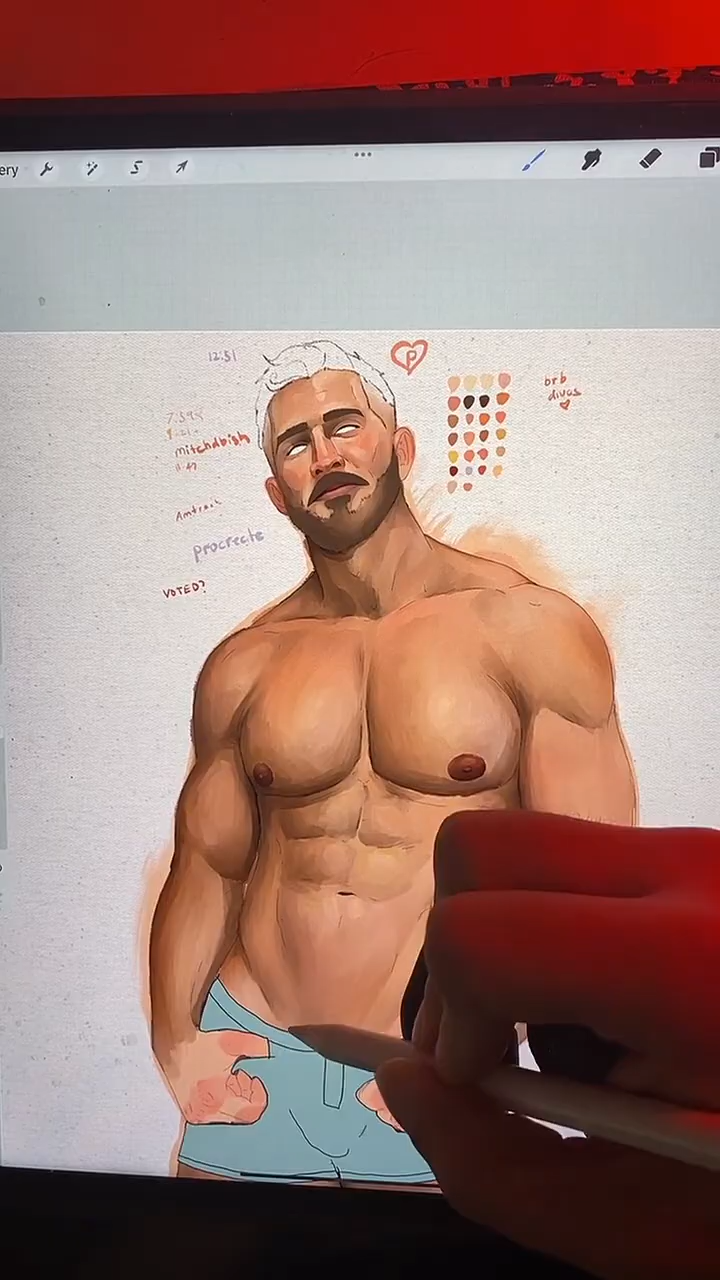 ery
12:51
P
brb
divas
mitchdbish
Amtrak
procreate
VOTED?